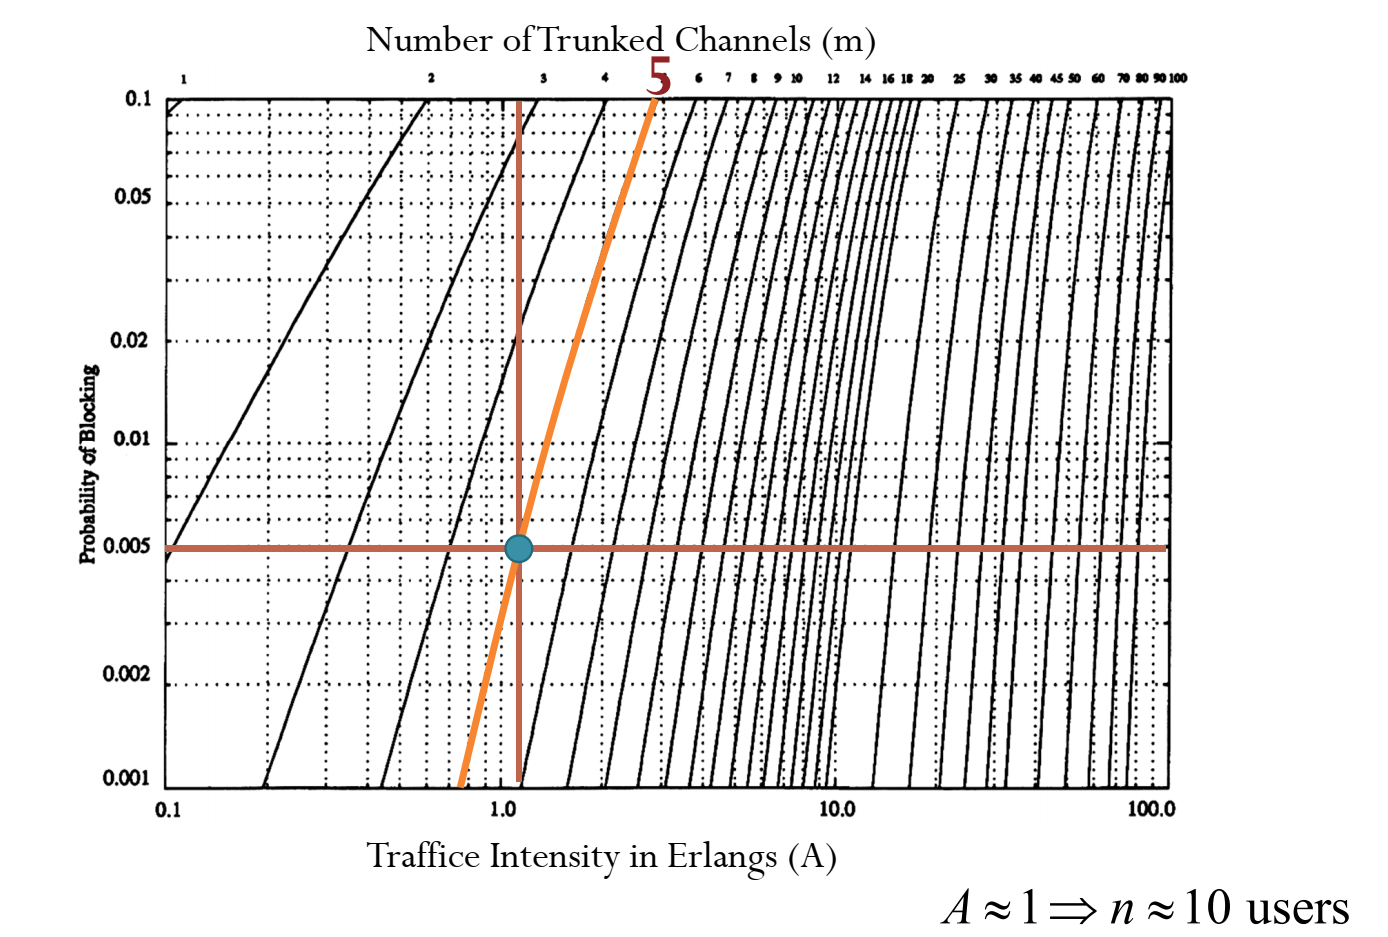 Number of Trunked Channels (m)
5
1 2 3 4 6 7 8 9 10 12 14 16 18 20 25 30 35 40 45 50 60 70 80 90 100
0.1
0.05
0.02
0.01
0.005
0.002
0.001
Probability of Blocking
0.1 1.0 10.0 100.0
Traffice Intensity in Erlangs (A)
A ≈ 1 ⇒ n ≈ 10 users